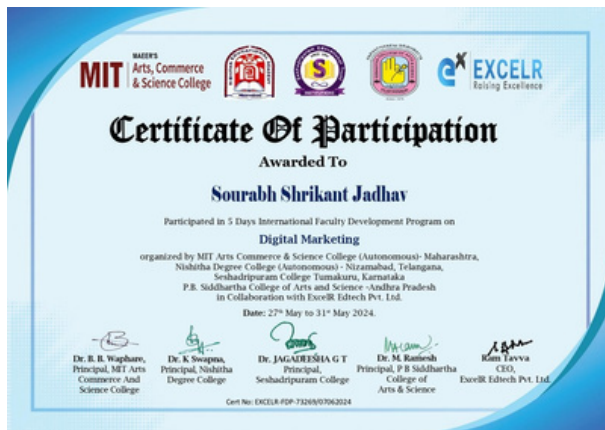 MAEER'S
MIT Arts, Commerce
& Science College
S
ex EXCELR
Raising Excellence
Certificate Of Participation
Awarded To
Sourabh Shrikant Jadhav
Participated in 5 Days International Faculty Development Program on
Digital Marketing
organized by MIT Arts Commerce & Science College (Autonomous)- Maharashtra,
Nishitha Degree College (Autonomous) - Nizamabad, Telangana,
Seshadripuram College Tumakuru, Karnataka
P.B. Siddhartha College of Arts and Science -Andhra Pradesh
in Collaboration with ExcelR Edtech Pvt. Ltd.
Date: 27th May to 31st May 2024.
Dr. B. B. Waphare,
Principal, MIT Arts
Commerce And
Science College
Dr. K Swapna,
Principal, Nishitha
Degree College
Dr. JAGADEESHA G T
Principal,
Seshadripuram College
Dr. M. Ramesh
Principal, P B Siddhartha
College of
Arts & Science
Ram Tavva
CEO,
ExcelR Edtech Pvt. Ltd.
Cert No: EXCELR-FDP-73269/07062024